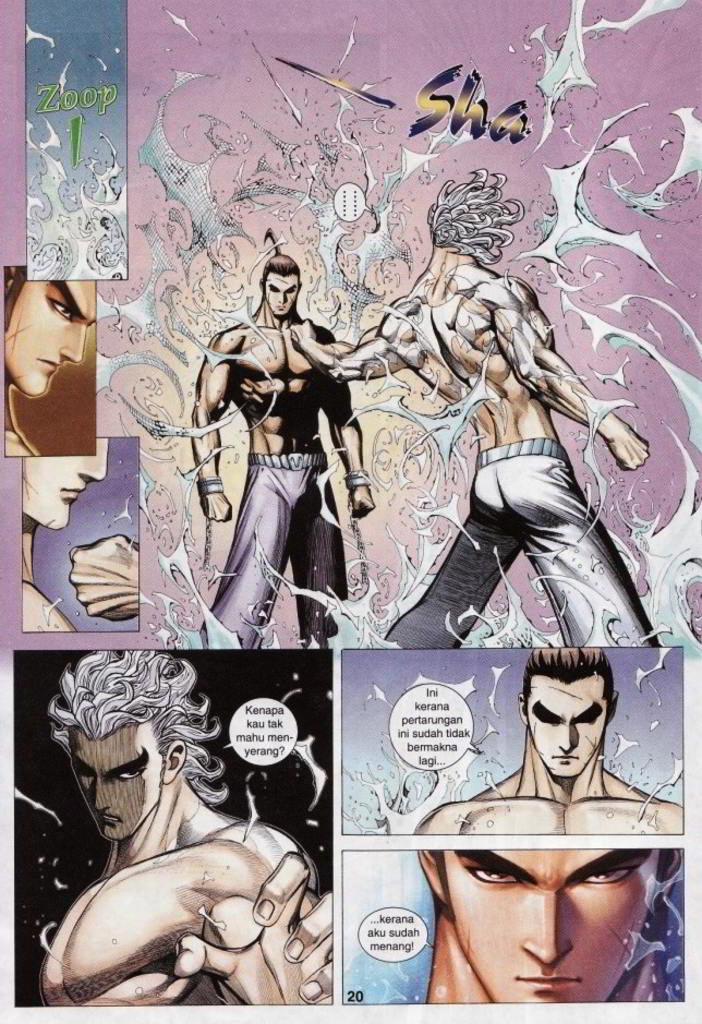 Zoop
!
Sha
......
Kenapa
kau tak
mahu men-
yerang?
Ini
kerana
pertarungan
ini sudah tidak
bermakna
lagi...
...kerana
aku sudah
menang!
20